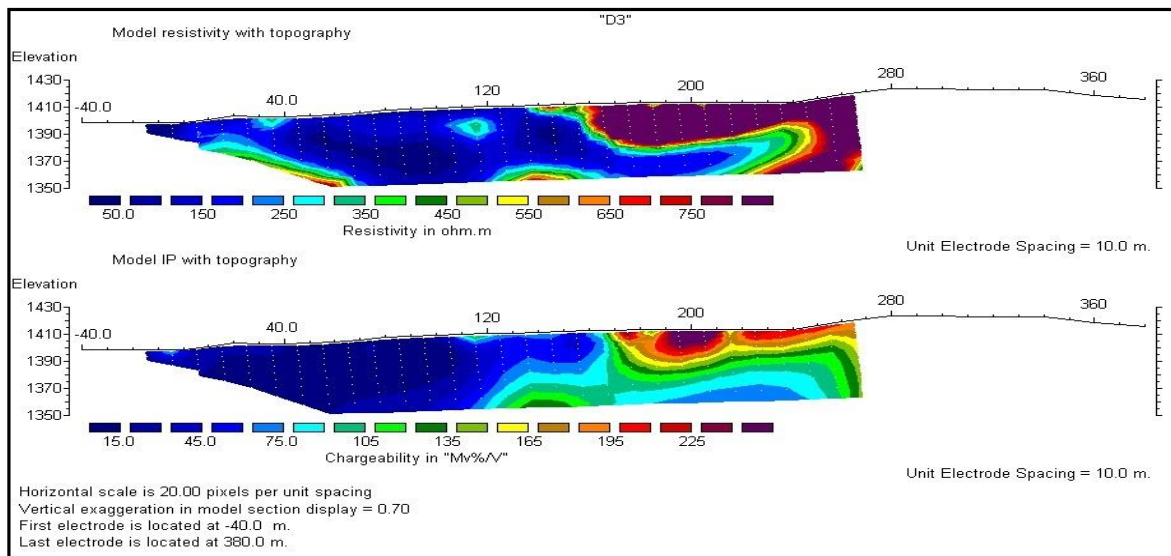 "D3"
Model resistivity with topography
Elevation
1430
1410
1390
1370
1350
-40.0
40.0
120
200
280
360
50.0 150 250 350 450 550 650 750
Resistivity in ohm.m
Unit Electrode Spacing = 10.0 m.
Model IP with topography
Elevation
1430
1410
1390
1370
1350
-40.0
40.0
120
200
280
360
15.0 45.0 75.0 105 135 165 195 225
Chargeability in "Mv%/V"
Unit Electrode Spacing = 10.0 m.
Horizontal scale is 20.00 pixels per unit spacing
Vertical exaggeration in model section display = 0.70
First electrode is located at -40.0 m.
Last electrode is located at 380.0 m.